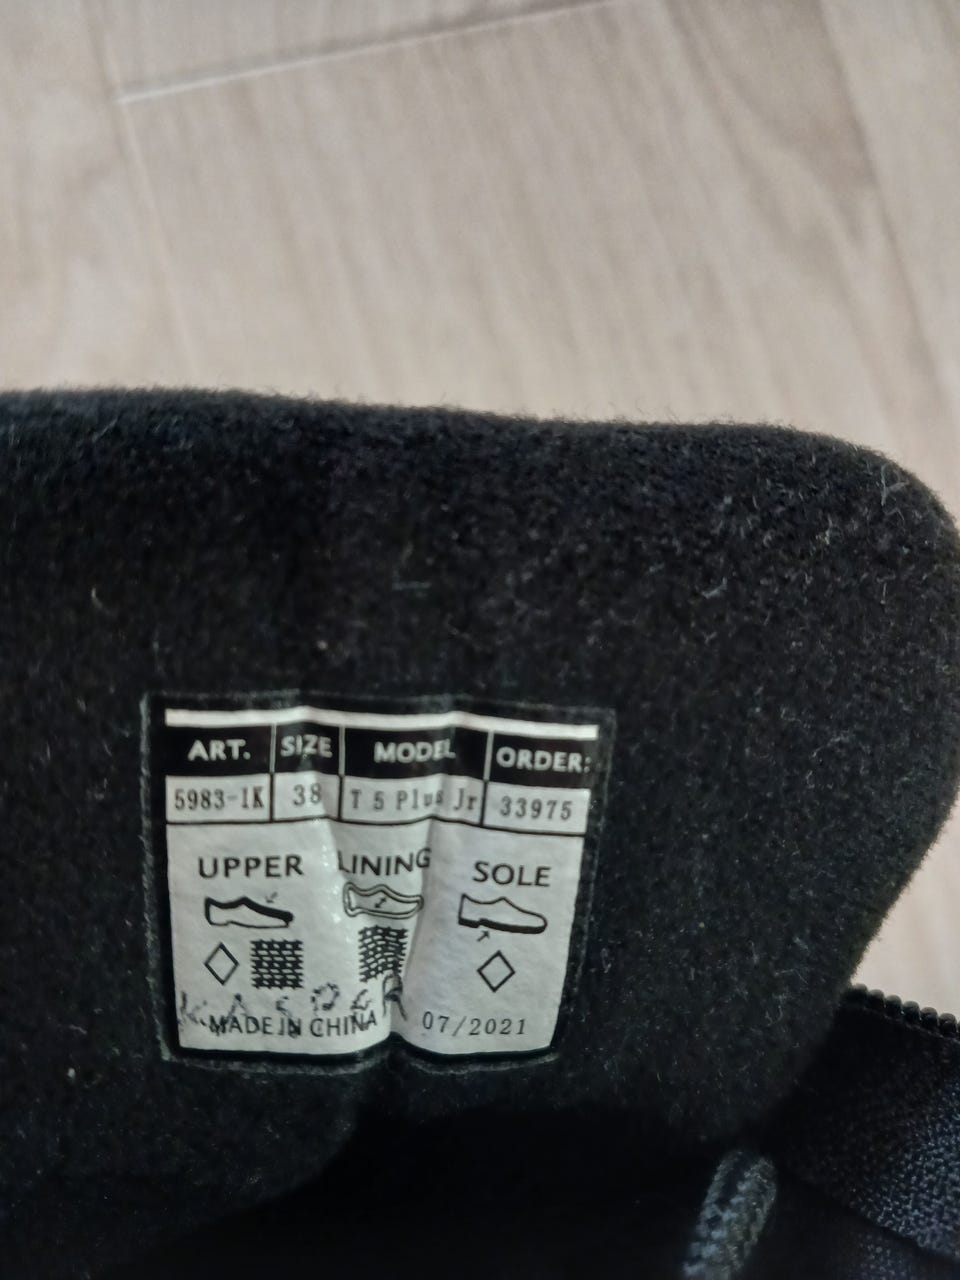 ART. SIZE MODEL ORDER:
5983-1K 38 T 5 Plus Jr 33975
UPPER LINING SOLE
KASPER
MADE IN CHINA 07/2021